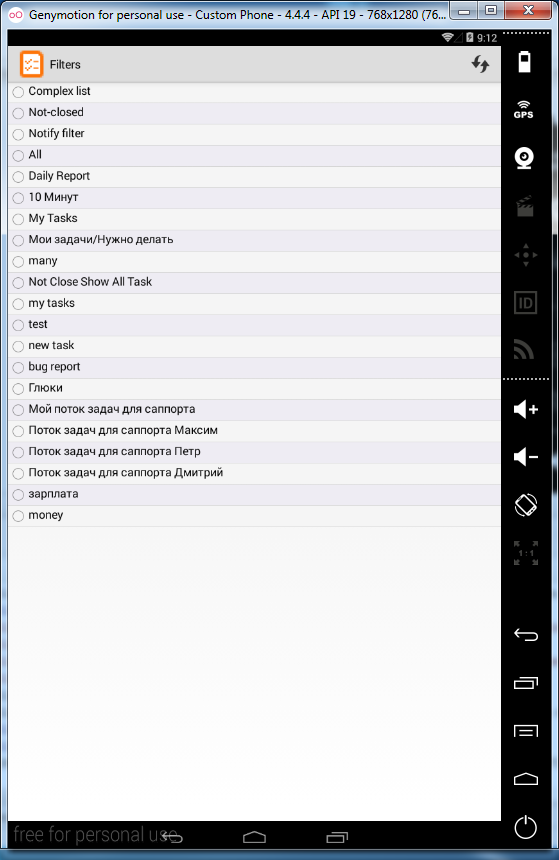 Genymotion for personal use - Custom Phone - 4.4.4 - API 19 - 768x1280 (76...
9:12
Filters
Complex list
Not-closed
Notify filter
All
Daily Report
10 Минут
My Tasks
Мои задачи/Нужно делать
many
Not Close Show All Task
my tasks
test
new task
bug report
Глюки
Мой поток задач для саппорта
Поток задач для саппорта Максим
Поток задач для саппорта Петр
Поток задач для саппорта Дмитрий
зарплата
money
GPS
ID
1:1
free for personal use